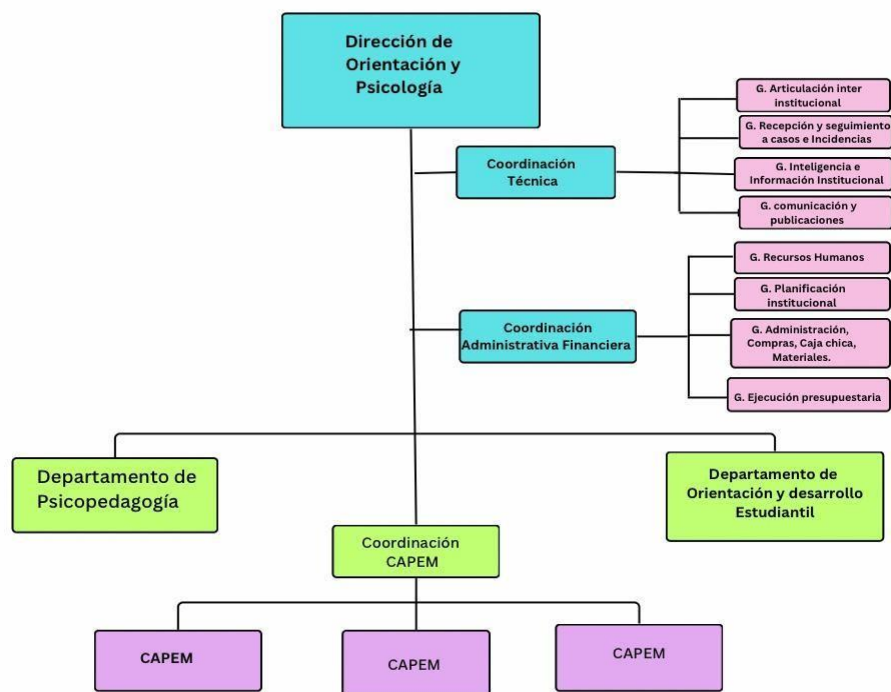 Dirección de
Orientación y
Psicología
G. Articulación inter
institucional
G. Recepción y seguimiento
a casos e Incidencias
Coordinación
Técnica
G. Inteligencia e
Información Institucional
G. comunicación y
publicaciones
G. Recursos Humanos
G. Planificación
institucional
Coordinación
Administrativa Financiera
G. Administración,
Compras, Caja chica,
Materiales.
G. Ejecución presupuestaria
Departamento de
Psicopedagogía
Departamento de
Orientación y desarrollo
Estudiantil
Coordinación
CAPEM
CAPEM
CAPEM
CAPEM